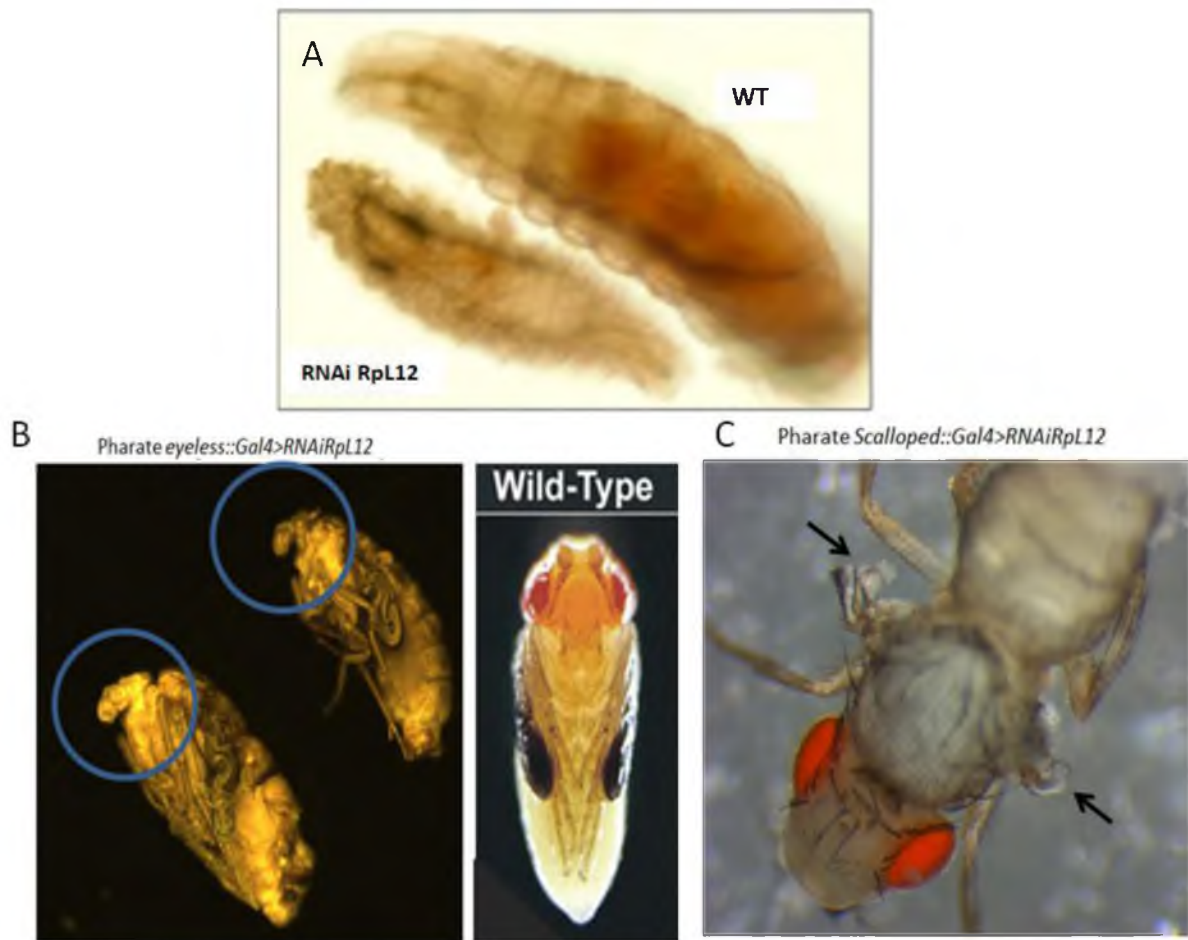 A
WT
RNAi RpL12
B
Pharate eyeless::Gal4>RNAiRpL12
Wild-Type
C
Pharate Scalloped::Gal4>RNAiRpL12